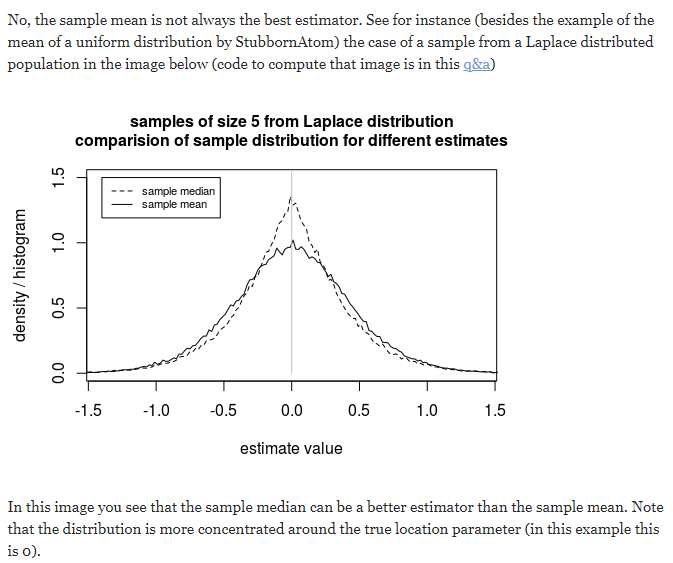 No, the sample mean is not always the best estimator. See for instance (besides the example of the
mean of a uniform distribution by StubbornAtom) the case of a sample from a Laplace distributed
population in the image below (code to compute that image is in this q&a)
samples of size 5 from Laplace distribution
comparision of sample distribution for different estimates
sample median
sample mean
density / histogram
1.5
1.0
0.5
0.0
-1.5 -1.0 -0.5 0.0 0.5 1.0 1.5
estimate value
In this image you see that the sample median can be a better estimator than the sample mean. Note
that the distribution is more concentrated around the true location parameter (in this example this
is 0).